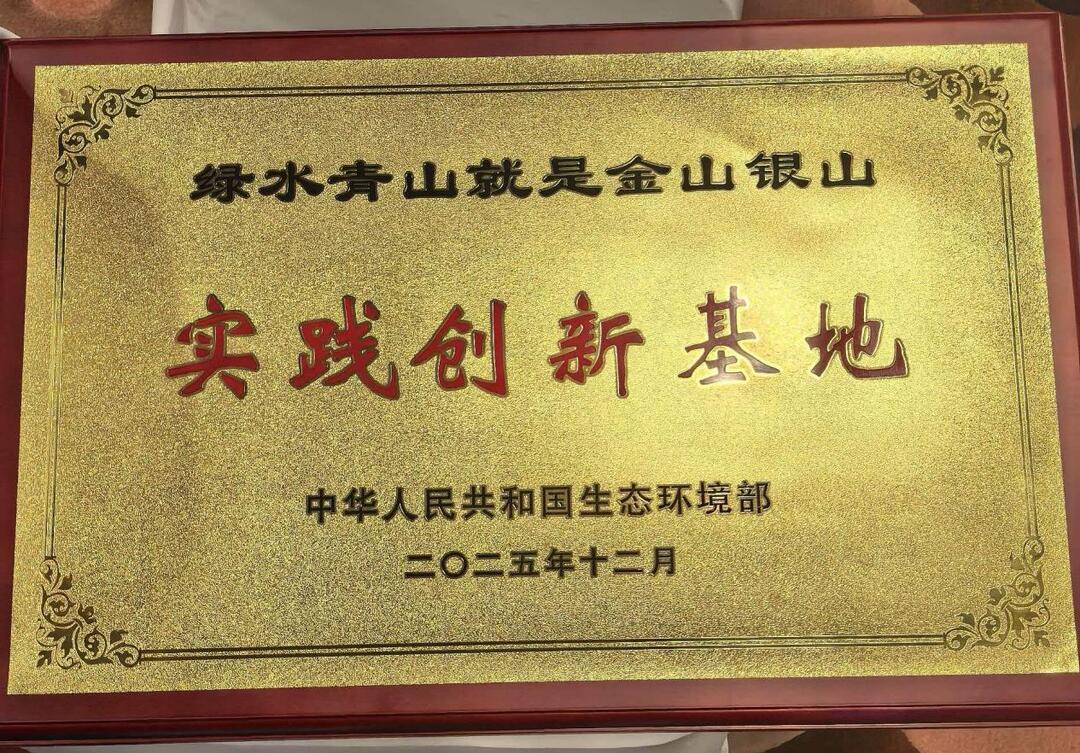 绿水青山就是金山银山
实践创新基地
中华人民共和国生态环境部
二〇二五年十二月